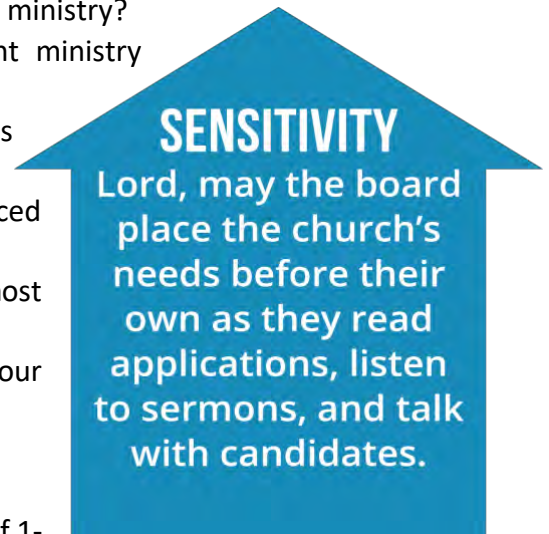 ministry?
nt ministry
s
ced
nost
our
f 1-
SENSITIVITY
Lord, may the board
place the church's
needs before their
own as they read
applications, listen
to sermons, and talk
with candidates.